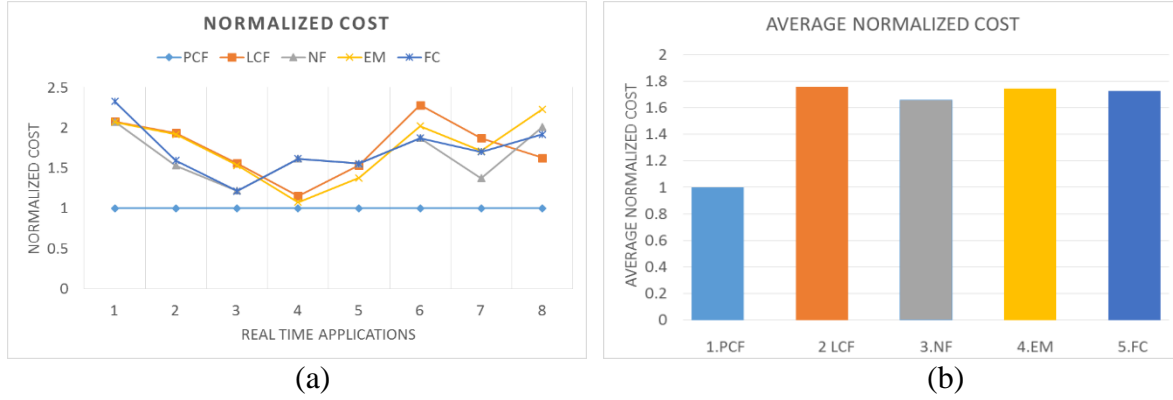 NORMALIZED COST
PCF LCF NF EM FC
2.5
2
1.5
1
0.5
0
NORMALIZED COST
1 2 3 4 5 6 7 8
REAL TIME APPLICATIONS
(a)
AVERAGE NORMALIZED COST
2
1.8
1.6
1.4
1.2
1
0.8
0.6
0.4
0.2
0
AVERAGE NORMALIZED COST
1.PCF 2 LCF 3.NF 4.EM 5.FC
(b)